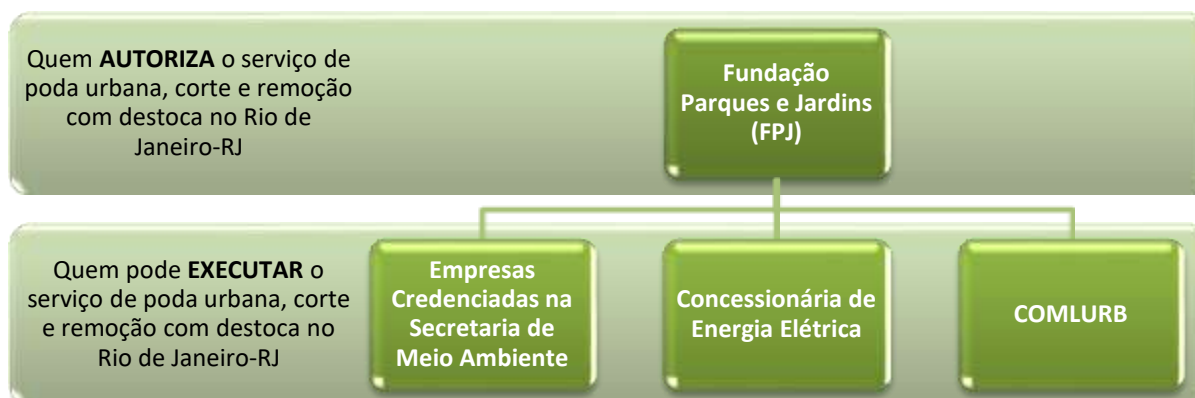 Quem AUTORIZA o serviço de
poda urbana, corte e remoção
com destoca no Rio de
Janeiro-RJ
Fundação
Parques e Jardins
(FPJ)
Quem pode EXECUTAR o
serviço de poda urbana, corte
e remoção com destoca no
Rio de Janeiro-RJ
Empresas
Credenciadas na
Secretaria de
Meio Ambiente
Concessionária de
Energia Elétrica
COMLURB